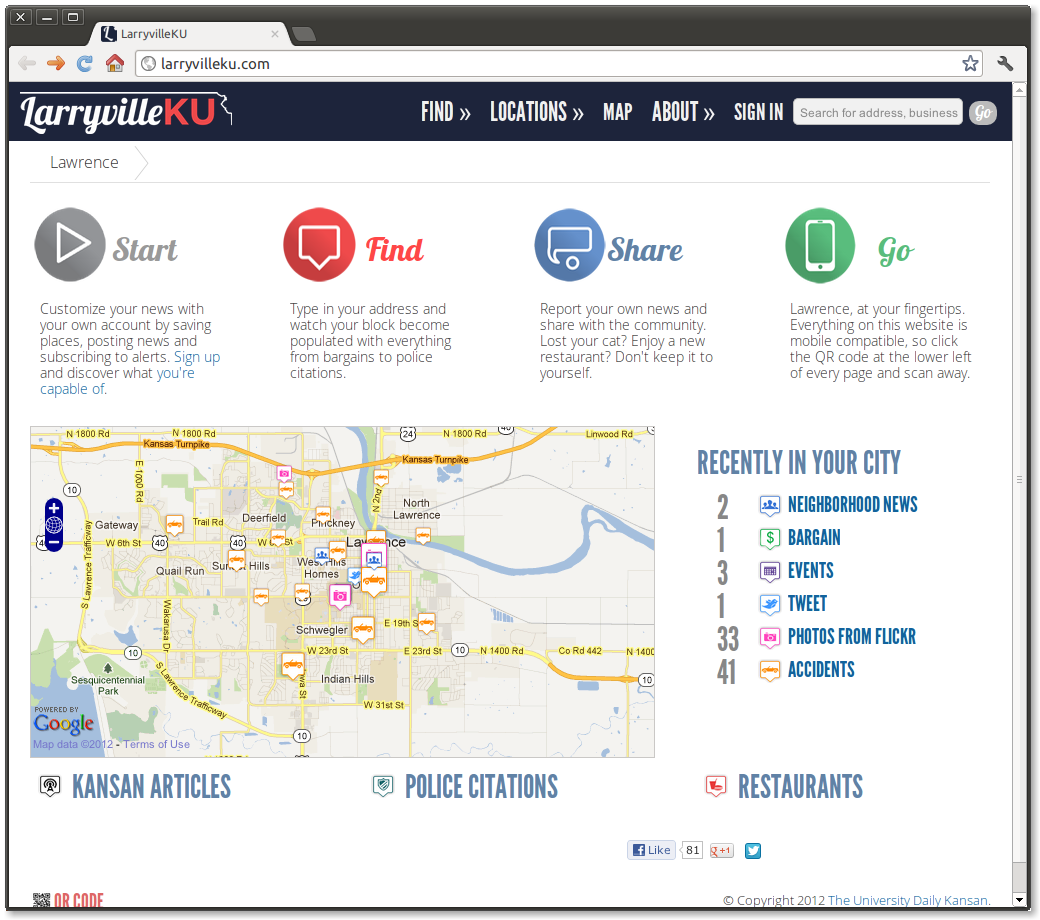 LarryvilleKU
larryvilleku.com
LarryvilleKU
FIND » LOCATIONS » MAP ABOUT » SIGN IN
Search for address, business
Go
Lawrence
Start
Customize your news with
your own account by saving
places, posting news and
subscribing to alerts. Sign up
and discover what you're
capable of.
Find
Type in your address and
watch your block become
populated with everything
from bargains to police
citations.
Share
Report your own news and
share with the community.
Lost your cat? Enjoy a new
restaurant? Don't keep it to
yourself.
Go
Lawrence, at your fingertips.
Everything on this website is
mobile compatible, so click
the QR code at the lower left
of every page and scan away.
N 1800 Rd
N 1800 Rd
24
N 1800 Rd
40
Linwood Rd
Kansas Turnpike
Kansas Turnpike
E 1000 Rd
10
N 2nd
North
Lawrence
Gateway
Trail Rd
Deerfield
Pinckney
40
W 6th St
40
40
W 6
Lawrence
Quail Run
Hills
West Hills
Homes
S Lawrence Trafficway
Wakarusa Dr
Schwegler
E 19th S
10
W 23rd St
E 23rd St
10
N 1400 Rd
Co Rd 442
N 1400
Sesquicentennial
Park
S Lawrence Trafficway
Indian Hills
wa St
10
W 31st St
10
POWERED BY
Google
Map data ©2012 - Terms of Use
RECENTLY IN YOUR CITY
2 NEIGHBORHOOD NEWS
1 $ BARGAIN
3 EVENTS
1 TWEET
33 PHOTOS FROM FLICKR
41 ACCIDENTS
KANSAN ARTICLES
POLICE CITATIONS
RESTAURANTS
Like 81 g +1
QR CODE
© Copyright 2012 The University Daily Kansan.